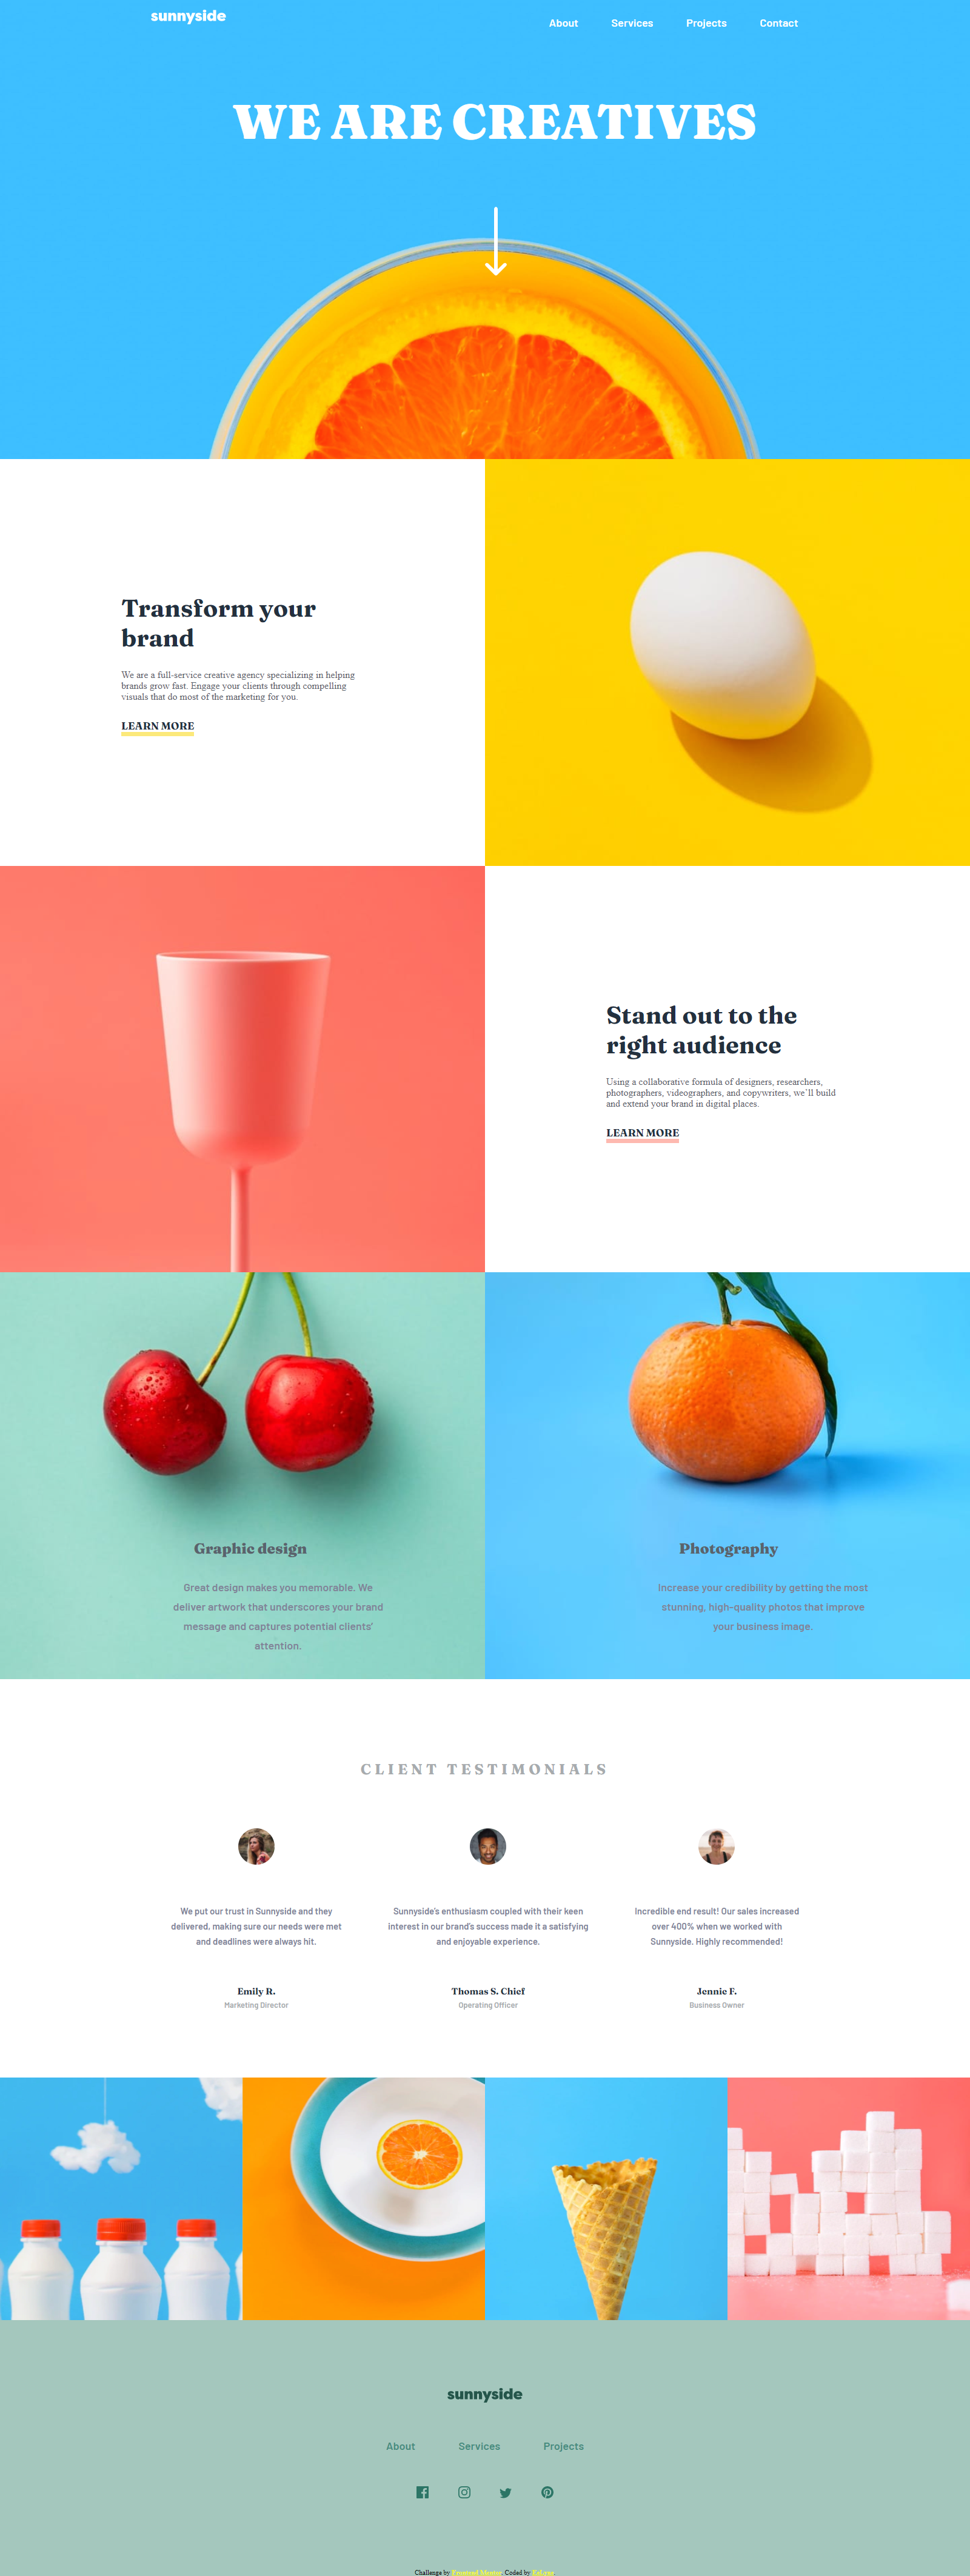 sunnyside
About Services Projects Contact
WE ARE CREATIVES
Transform your
brand
We are a full-service creative agency specializing in helping
brands grow fast. Engage your clients through compelling
visuals that do most of the marketing for you.
LEARN MORE
Stand out to the
right audience
Using a collaborative formula of designers, researchers,
photographers, videographers, and copywriters, we'll build
and extend your brand in digital places.
LEARN MORE
Graphic design
Great design makes you memorable. We
deliver artwork that underscores your brand
message and captures potential clients'
attention.
Photography
Increase your credibility by getting the most
stunning, high-quality photos that improve
your business image.
CLIENT TESTIMONIALS
We put our trust in Sunnyside and they
delivered, making sure our needs were met
and deadlines were always hit.
Emily R.
Marketing Director
Sunnyside's enthusiasm coupled with their keen
interest in our brand's success made it a satisfying
and enjoyable experience.
Thomas S. Chief
Operating Officer
Incredible end result! Our sales increased
over 400% when we worked with
Sunnyside. Highly recommended!
Jennie F.
Business Owner
sunnyside
About Services Projects
Challenge by Frontend Mentor. Coded by